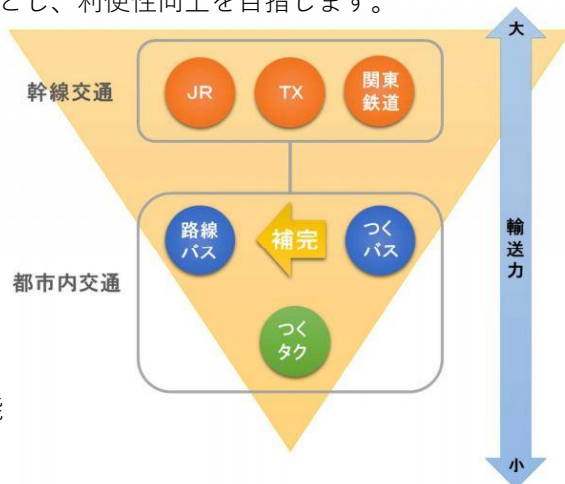 とし、利便性向上を目指します。
大
幹線交通
JR
TX
関東
鉄道
路線
バス
補完
つく
バス
輸送力
都市内交通
つく
タク
小